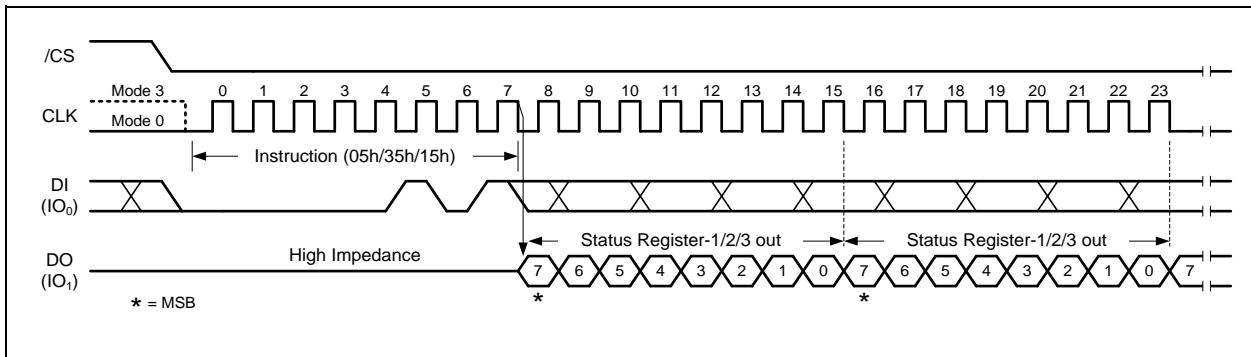 /CS
Mode 3
0 1 2 3 4 5 6 7 8 9 10 11 12 13 14 15 16 17 18 19 20 21 22 23
CLK
Mode 0
Instruction (05h/35h/15h)
DI
(IO₀)
Status Register-1/2/3 out Status Register-1/2/3 out
High Impedance
DO
(IO₁)
7 6 5 4 3 2 1 0 7 6 5 4 3 2 1 0 7
* *
* = MSB